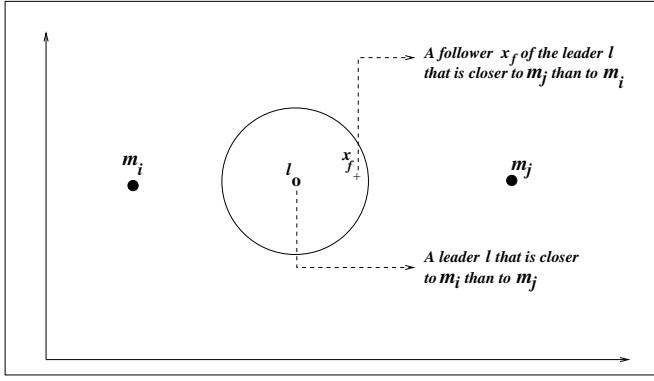 A follower x_f of the leader l
that is closer to m_j than to m_i
m_i
l
x_f
m_j
A leader l that is closer
to m_i than to m_j